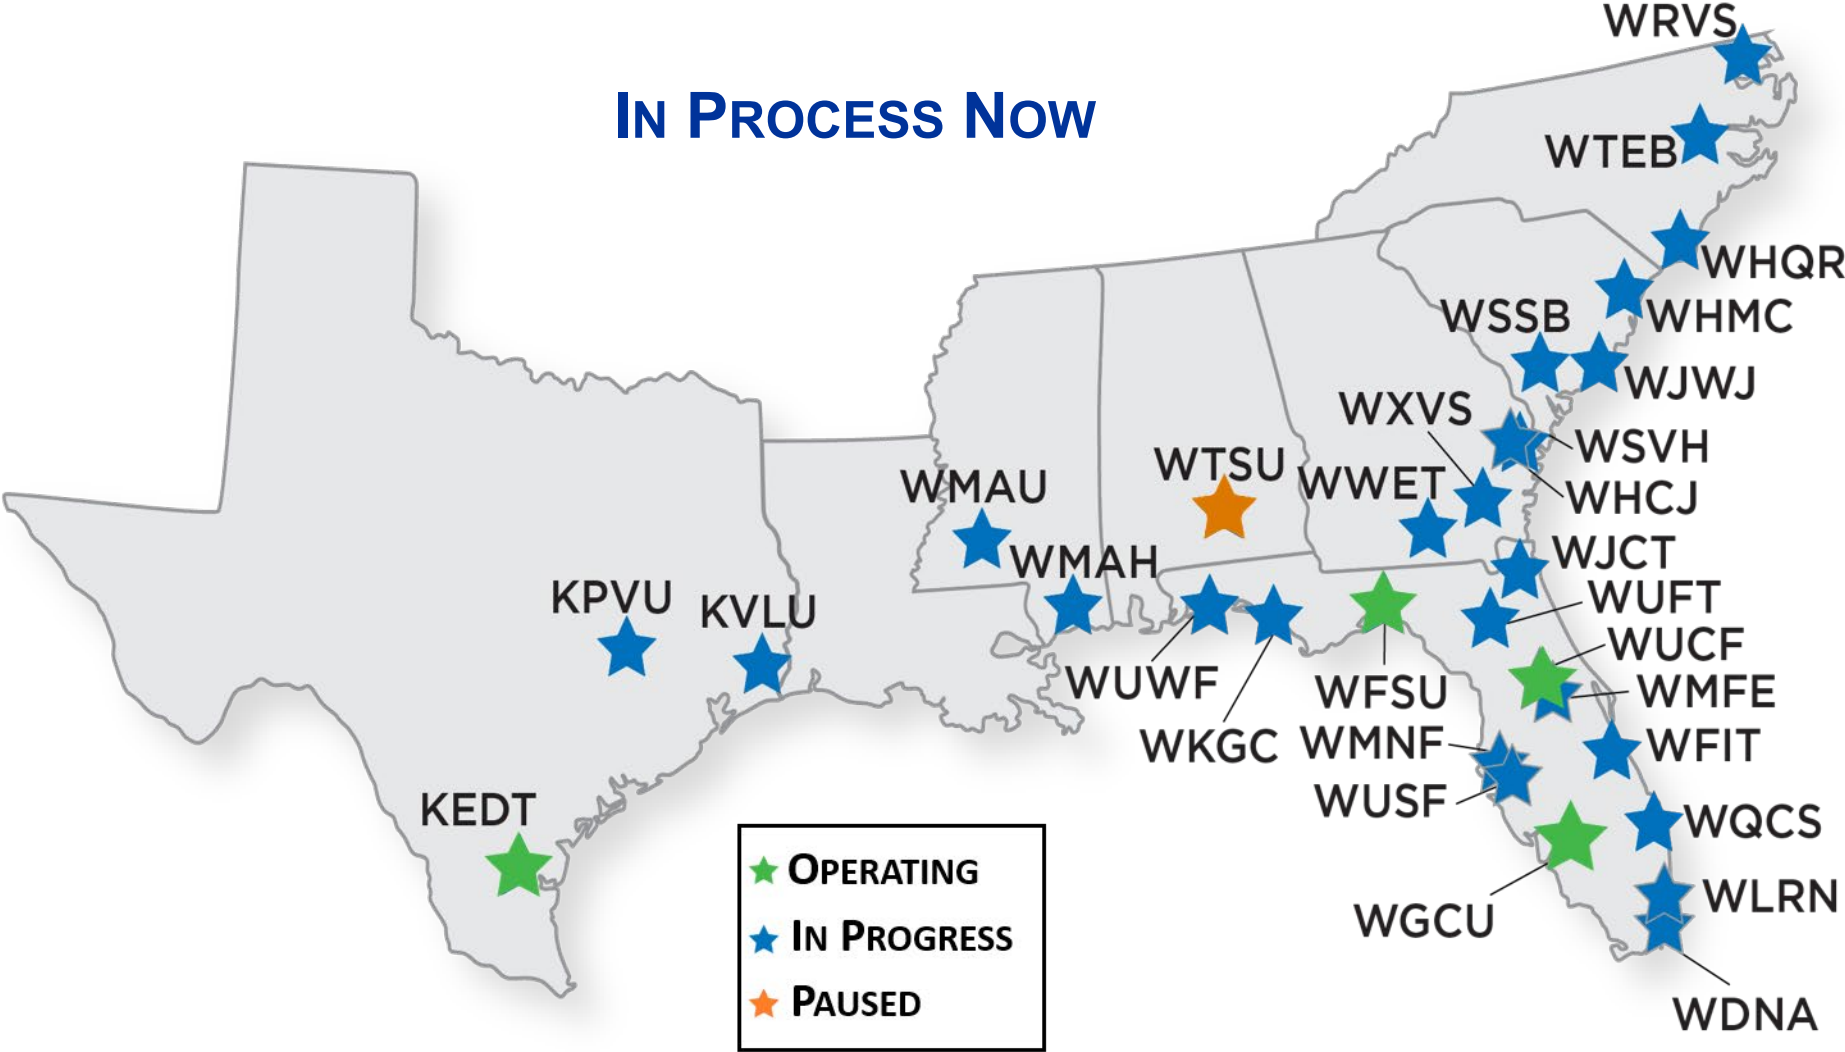 WRVS
IN PROCESS NOW
WTEB
WHQR
WSSB
WHMC
WJWJ
WXVS
WSVH
WTSU
WWET
WMAU
WHCJ
WMAH
WJCT
KPVU
KVLU
WUFT
WUCF
WUWF
WFSU
WMFE
WKGC
WMNF
WFIT
WUSF
KEDT
WQCS
OPERATING
WLRN
WGCU
IN PROGRESS
PAUSED
WDNA